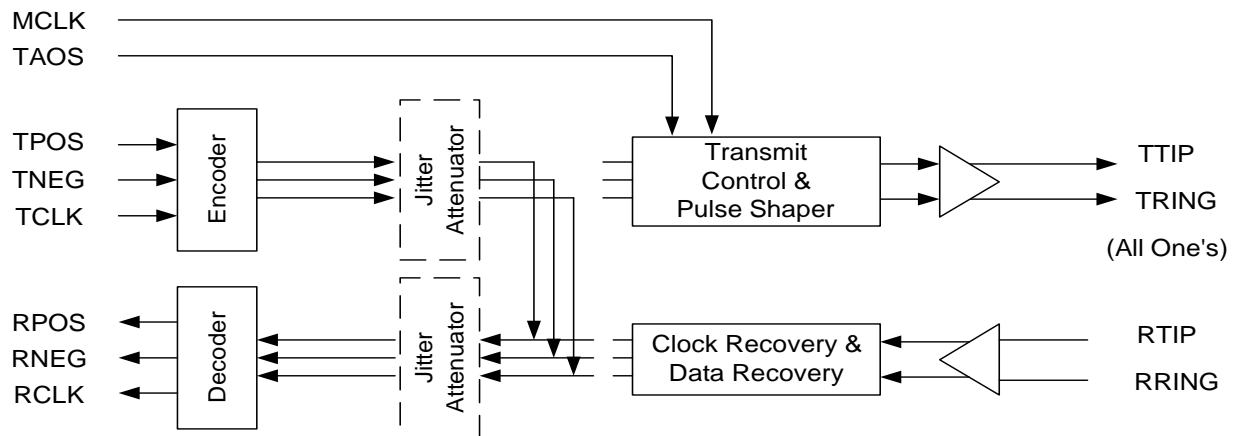 MCLK
TAOS
TPOS
TNEG
TCLK
Encoder
Jitter
Attenuator
Transmit
Control &
Pulse Shaper
TTIP
TRING
(All One's)
RPOS
RNEG
RCLK
Decoder
Jitter
Attenuator
Clock Recovery &
Data Recovery
RTIP
RRING